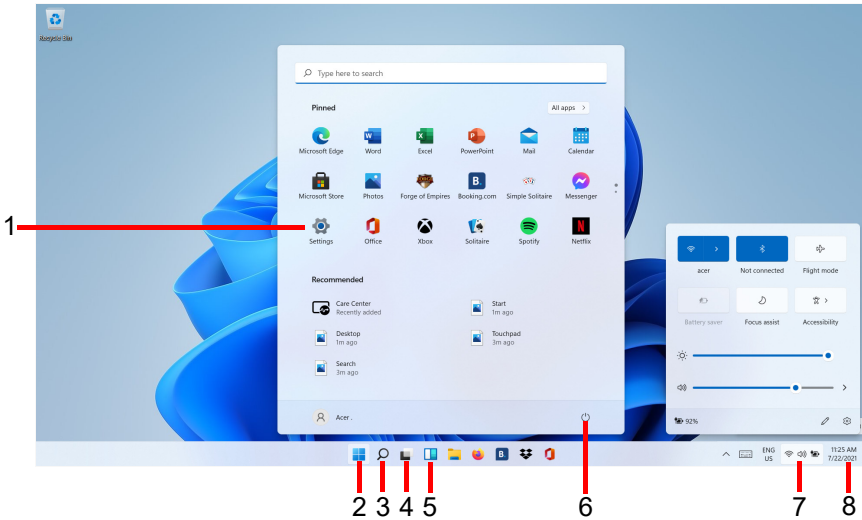 Recycle Bin
Type here to search
Pinned
All apps >
Microsoft Edge
Word
Excel
PowerPoint
Mail
Calendar
Microsoft Store
Photos
Forge of Empires
Booking.com
Simple Solitaire
Messenger
1
Settings
Office
Xbox
Solitaire
Spotify
Netflix
Recommended
Care Center
Recently added
Start
1m ago
Desktop
1m ago
Touchpad
3m ago
Search
3m ago
Acer .
acer
Not connected
Flight mode
Battery saver
Focus assist
Accessibility
92%
ENG
US
11:25 AM
7/22/2021
2
3
4
5
6
7
8